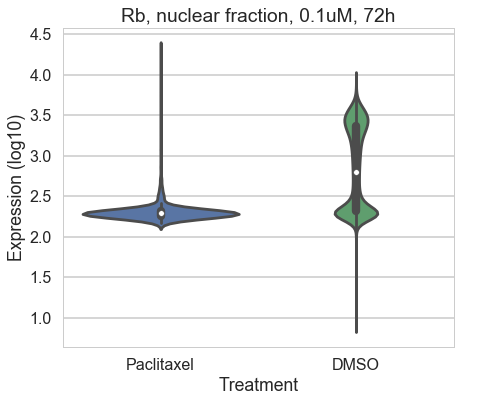 Rb, nuclear fraction, 0.1uM, 72h
4.5
4.0
3.5
3.0
2.5
2.0
1.5
1.0
Expression (log10)
Paclitaxel
DMSO
Treatment